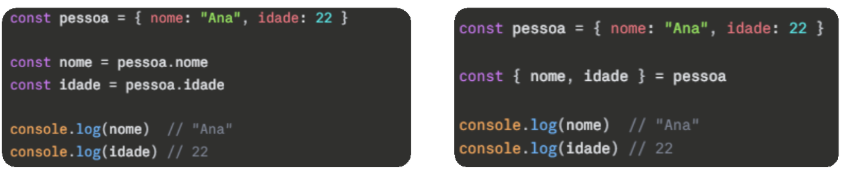 const pessoa = { nome: "Ana", idade: 22 }
const nome = pessoa.nome
const idade = pessoa.idade
console.log(nome)  // "Ana"
console.log(idade) // 22
const pessoa = { nome: "Ana", idade: 22 }
const { nome, idade } = pessoa
console.log(nome)  // "Ana"
console.log(idade) // 22